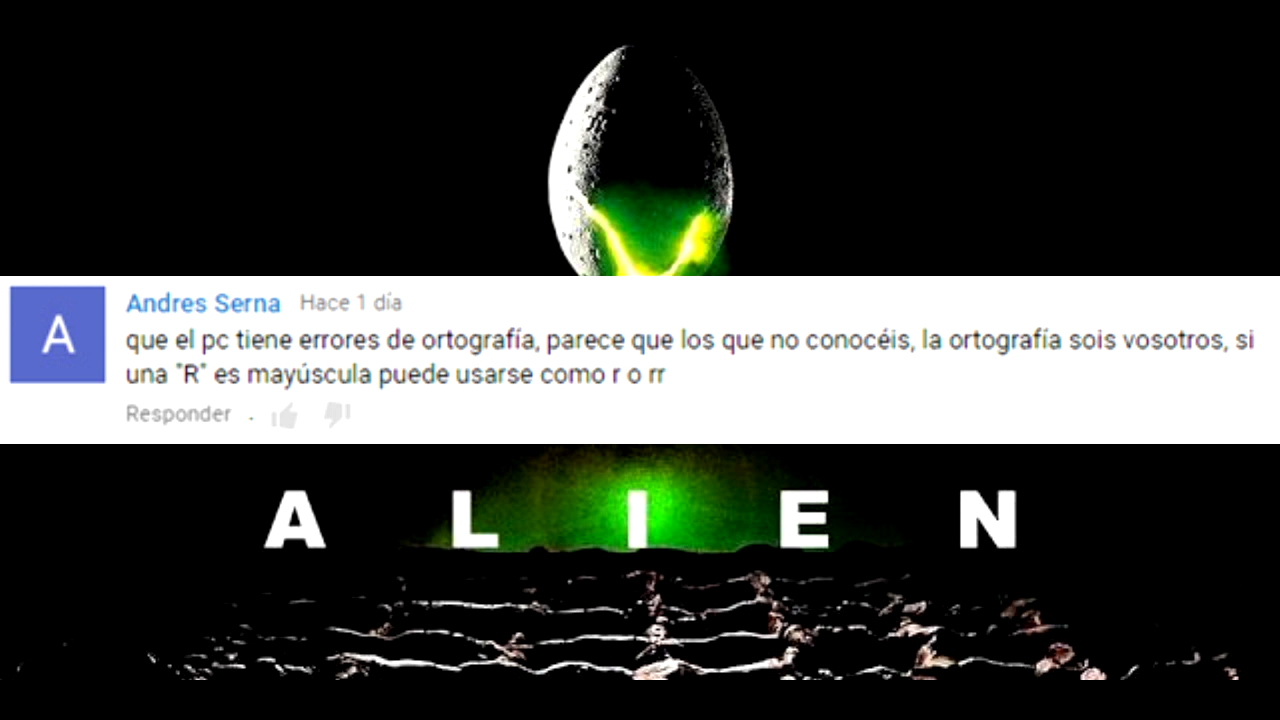 A
Andres Serna Hace 1 día
que el pc tiene errores de ortografía, parece que los que no conocéis, la ortografía sois vosotros, si
una "R" es mayúscula puede usarse como r o rr
Responder .
A L I E N